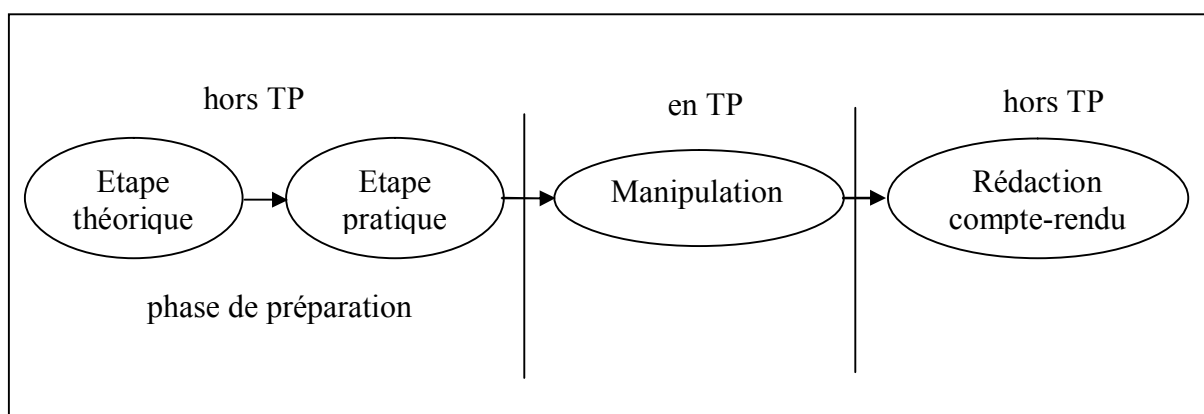 hors TP
en TP
hors TP
Etape
théorique
Etape
pratique
Manipulation
Rédaction
compte-rendu
phase de préparation